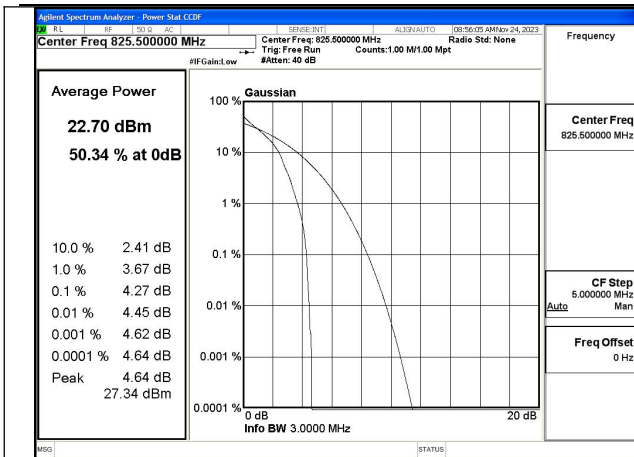 Agilent Spectrum Analyzer - Power Stat CCDF
RL RF 50 Ω AC SENSE:INT ALIGN AUTO 08:56:05 AM Nov 24, 2023
Center Freq 825.500000 MHz
Center Freq: 825.500000 MHz Radio Std: None
Trig: Free Run Counts:1.00 M/1.00 Mpt
#IFGain:Low #Atten: 40 dB
Frequency
Average Power
22.70 dBm
50.34 % at 0dB
10.0 % 2.41 dB
1.0 % 3.67 dB
0.1 % 4.27 dB
0.01 % 4.45 dB
0.001 % 4.62 dB
0.0001 % 4.64 dB
Peak 4.64 dB
27.34 dBm
Gaussian
100 %
10 %
1 %
0.1 %
0.01 %
0.001 %
0.0001 %
0 dB 20 dB
Info BW 3.0000 MHz
Center Freq
825.500000 MHz
CF Step
5.000000 MHz
Auto Man
Freq Offset
0 Hz
MSG STATUS